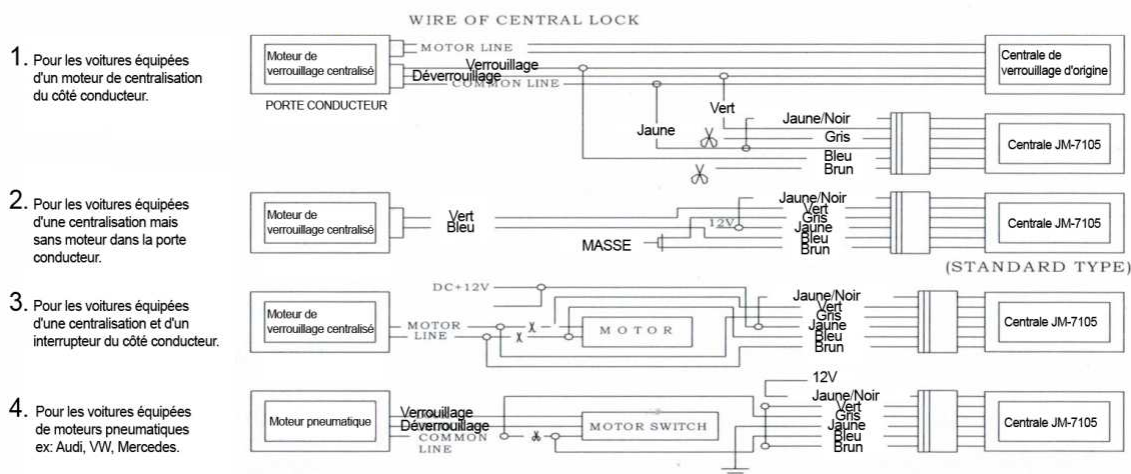 WIRE OF CENTRAL LOCK
1. Pour les voitures équipées
d'un moteur de centralisation
du côté conducteur.
Moteur de
verrouillage centralisé
PORTE CONDUCTEUR
MOTOR LINE
Verrouillage
Déverrouillage
COMMON LINE
Centrale de
verrouillage d'origine
Vert
Jaune
Jaune/Noir
Gris
Bleu
Brun
Centrale JM-7105
2. Pour les voitures équipées
d'une centralisation mais
sans moteur dans la porte
conducteur.
Moteur de
verrouillage centralisé
Vert
Bleu
MASSE
12V
Jaune/Noir
Vert
Gris
Jaune
Bleu
Brun
Centrale JM-7105
(STANDARD TYPE)
3. Pour les voitures équipées
d'une centralisation et d'un
interrupteur du côté conducteur.
Moteur de
verrouillage centralisé
DC+12V
MOTOR
LINE
MOTOR
Jaune/Noir
Vert
Gris
Jaune
Bleu
Brun
Centrale JM-7105
4. Pour les voitures équipées
de moteurs pneumatiques
ex: Audi, VW, Mercedes.
Moteur pneumatique
Verrouillage
Déverrouillage
COMMON
LINE
MOTOR SWITCH
12V
Jaune/Noir
Vert
Gris
Jaune
Bleu
Brun
Centrale JM-7105